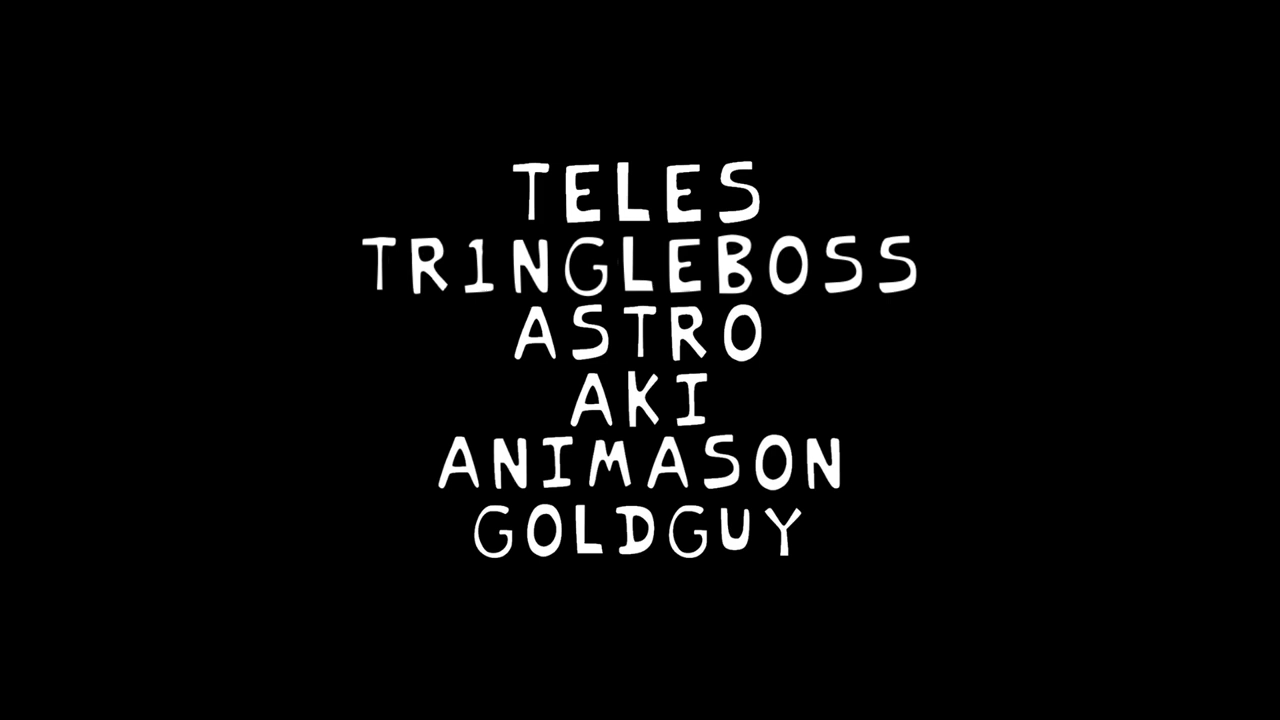 TELES
TR1NGLEBOSS
ASTRO
AKI
ANIMASON
GOLDGUY